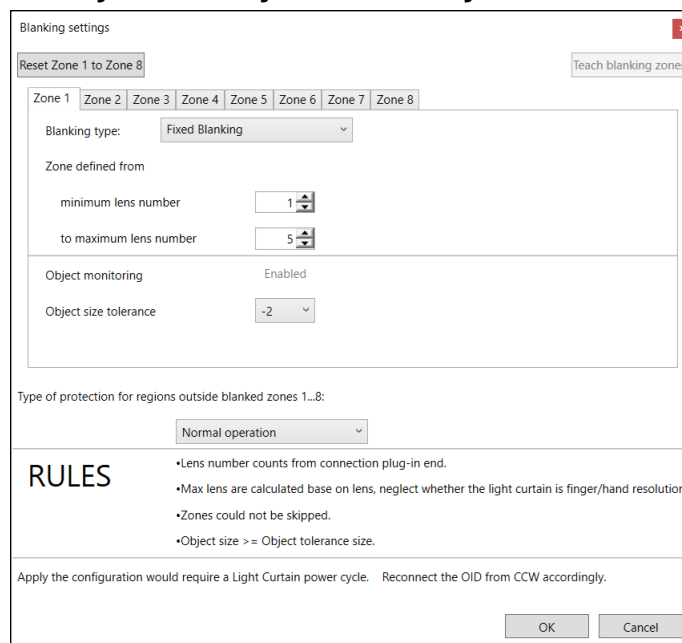 Blanking settings
Reset Zone 1 to Zone 8
Teach blanking zones
Zone 1 Zone 2 Zone 3 Zone 4 Zone 5 Zone 6 Zone 7 Zone 8
Blanking type: Fixed Blanking
Zone defined from
minimum lens number 1
to maximum lens number 5
Object monitoring Enabled
Object size tolerance -2
Type of protection for regions outside blanked zones 1...8:
Normal operation
RULES
•Lens number counts from connection plug-in end.
•Max lens are calculated base on lens, neglect whether the light curtain is finger/hand resolution
•Zones could not be skipped.
•Object size >= Object tolerance size.
Apply the configuration would require a Light Curtain power cycle. Reconnect the OID from CCW accordingly.
OK Cancel